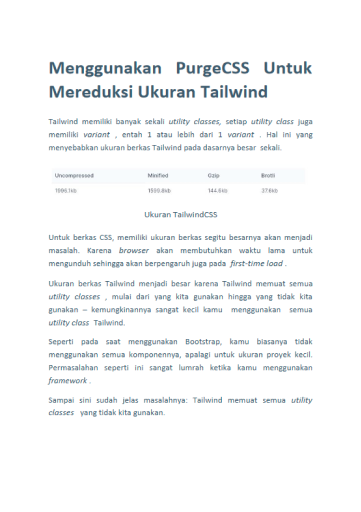 Menggunakan PurgeCSS Untuk
Mereduksi Ukuran Tailwind
Tailwind memiliki banyak sekali utility classes, setiap utility class juga
memiliki variant , entah 1 atau lebih dari 1 variant . Hal ini yang
menyebabkan ukuran berkas Tailwind pada dasarnya besar sekali.
Uncompressed Minified Gzip Brotli
1996.1kb 1599.8kb 144.6kb 37.8kb
Ukuran TailwindCSS
Untuk berkas CSS, memiliki ukuran berkas segitu besarnya akan menjadi
masalah. Karena browser akan membutuhkan waktu lama untuk
mengunduh sehingga akan berpengaruh juga pada first-time load .
Ukuran berkas Tailwind menjadi besar karena Tailwind memuat semua
utility classes , mulai dari yang kita gunakan hingga yang tidak kita
gunakan – kemungkinannya sangat kecil kamu menggunakan semua
utility class Tailwind.
Seperti pada saat menggunakan Bootstrap, kamu biasanya tidak
menggunakan semua komponennya, apalagi untuk ukuran proyek kecil.
Permasalahan seperti ini sangat lumrah ketika kamu menggunakan
framework .
Sampai sini sudah jelas masalahnya: Tailwind memuat semua utility
classes yang tidak kita gunakan.